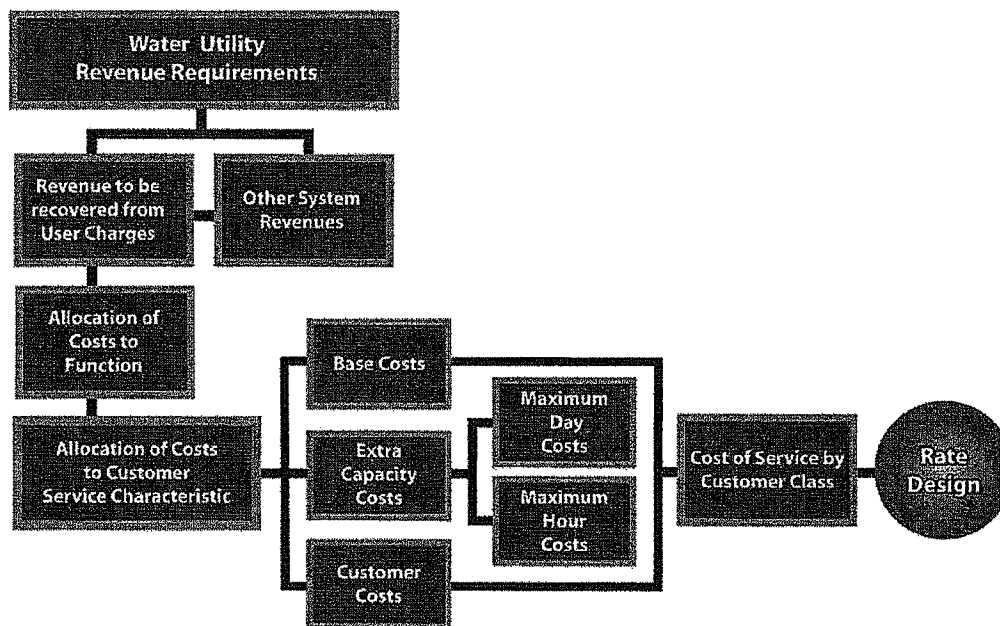 Water Utility
Revenue Requirements
Revenue to be
recovered from
User Charges
Other System
Revenues
Allocation of
Costs to
Function
Allocation of Costs
to Customer
Service Characteristic
Base Costs
Extra
Capacity
Costs
Customer
Costs
Maximum
Day
Costs
Maximum
Hour
Costs
Cost of Service by
Customer Class
Rate
Design